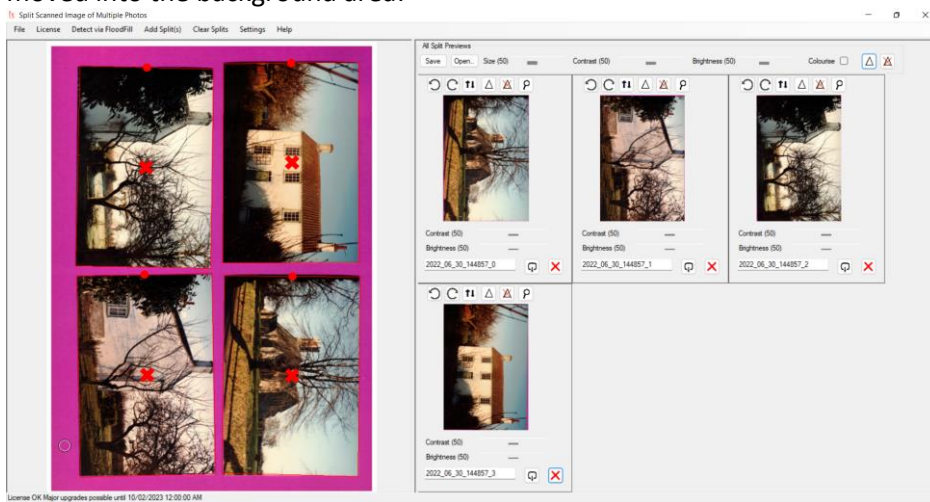 moved into the background area.
Split Scanned Image of Multiple Photos
File License Detect via FloodFill Add Split(s) Clear Splits Settings Help
All Split Previews
Save Open.. Size (50) Contrast (50) Brightness (50) Colourise
Contrast (50) Contrast (50) Contrast (50)
Brightness (50) Brightness (50) Brightness (50)
2022_06_30_144857_0 2022_06_30_144857_1 2022_06_30_144857_2
Contrast (50)
Brightness (50)
2022_06_30_144857_3
License OK Major upgrades possible until 10/02/2023 12:00:00 AM